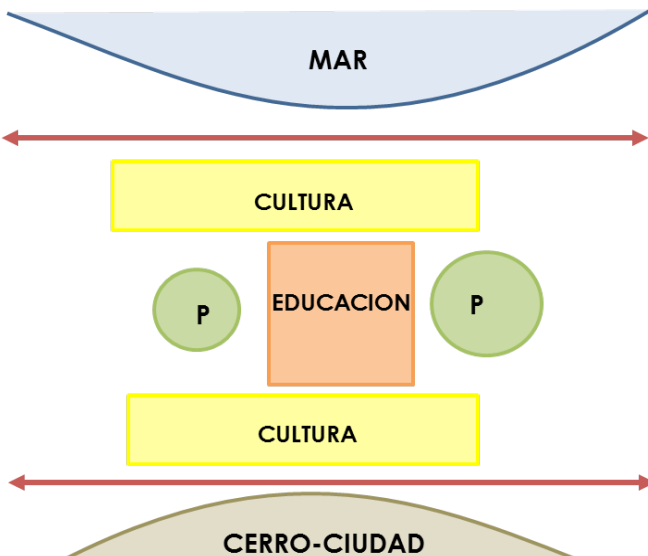 MAR
CULTURA
P
EDUCACION
P
CULTURA
CERRO-CIUDAD